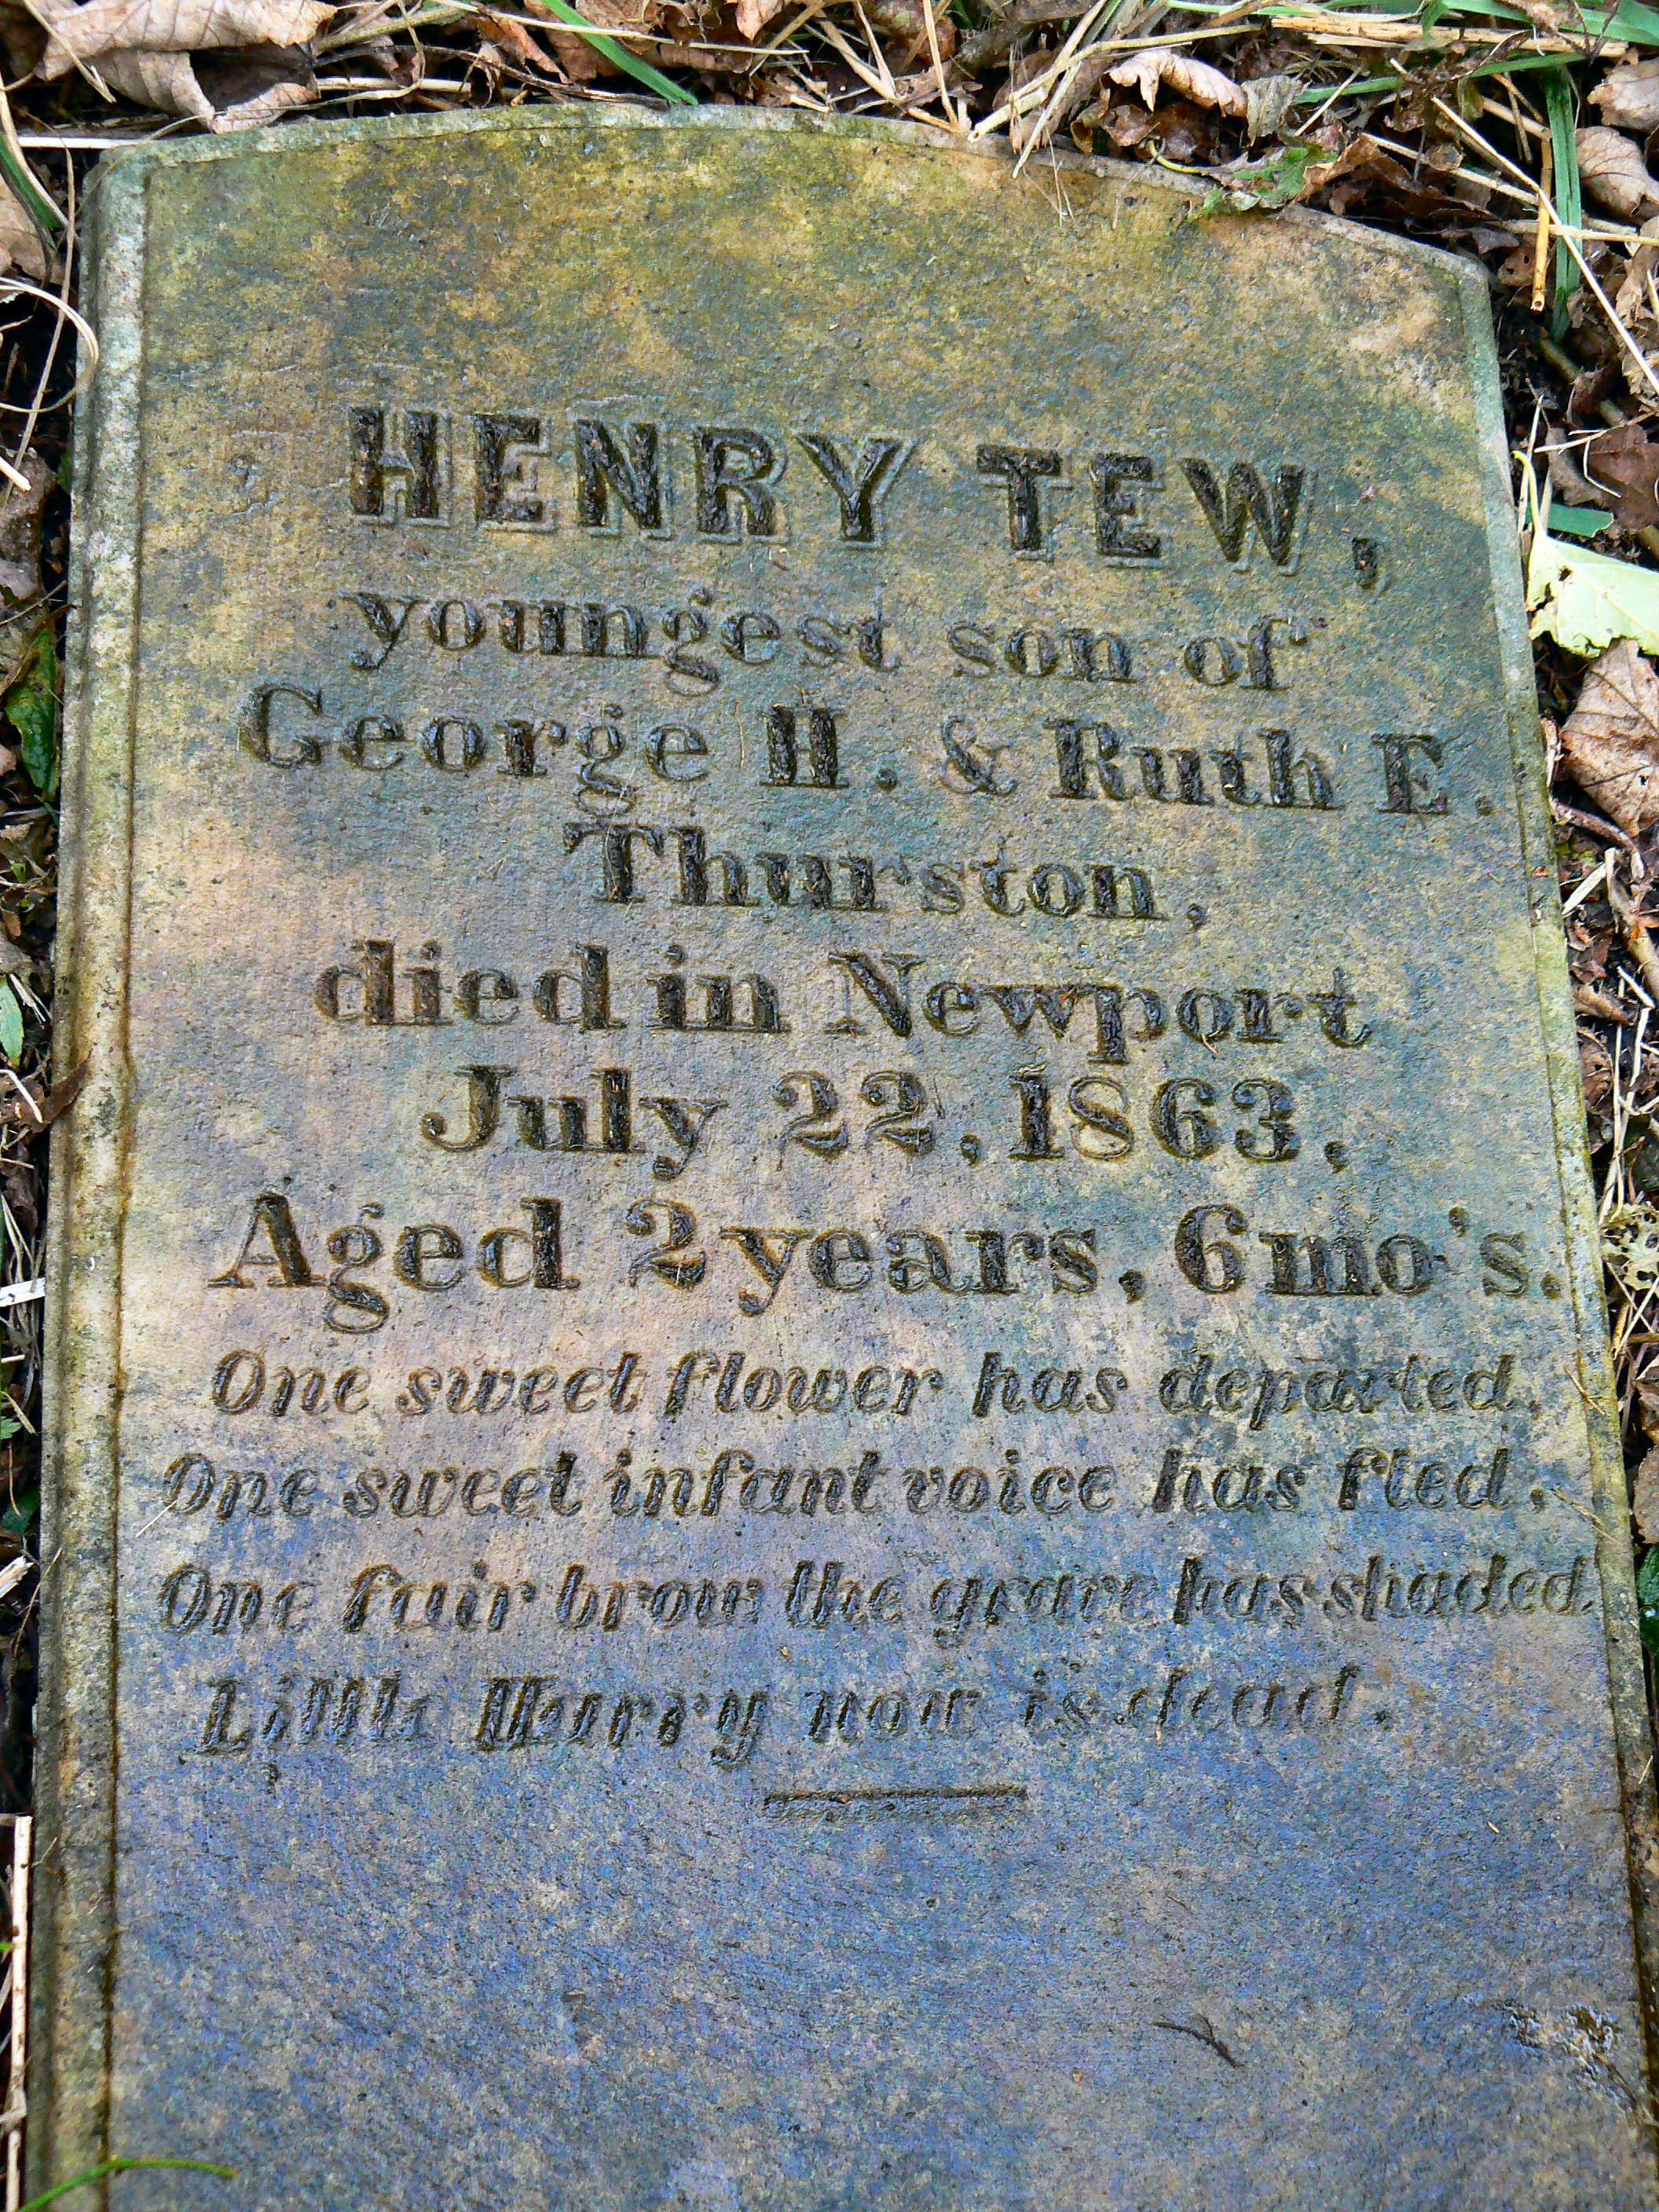 HENRY TEW,
youngest son of
George H. & Ruth E.
Thurston,
died in Newport
July 22, 1863,
Aged 2 years, 6 mo's.
One sweet flower has departed,
One sweet infant voice has fled,
One fair brow the grave has shaded
Little Harry now is dead.